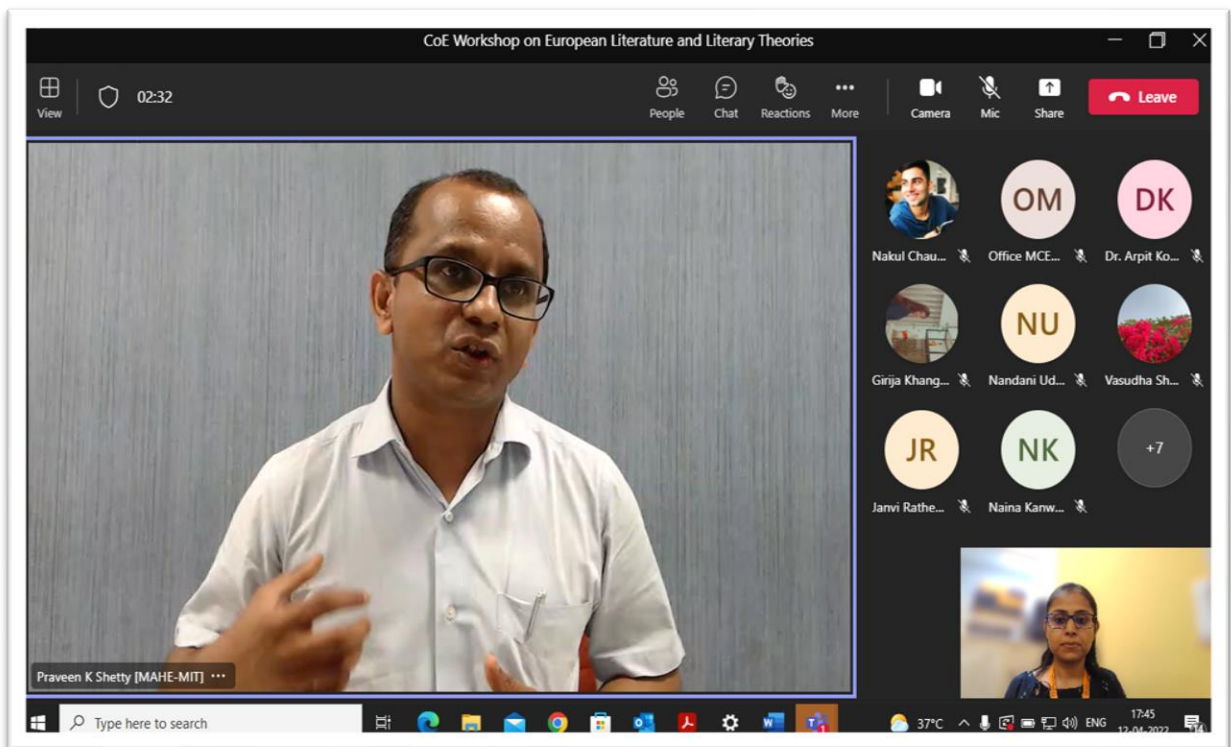 CoE Workshop on European Literature and Literary Theories
View
02:32
People Chat Reactions More Camera Mic Share Leave
OM DK
Nakul Chau... Office MCE... Dr. Arpit Ko...
NU
Girija Khang... Nandani Ud... Vasudha Sh...
JR NK +7
Janvi Rathe... Naina Kanw...
Praveen K Shetty [MAHE-MIT] ...
Type here to search 37°C ENG 17:45
12-04-2022